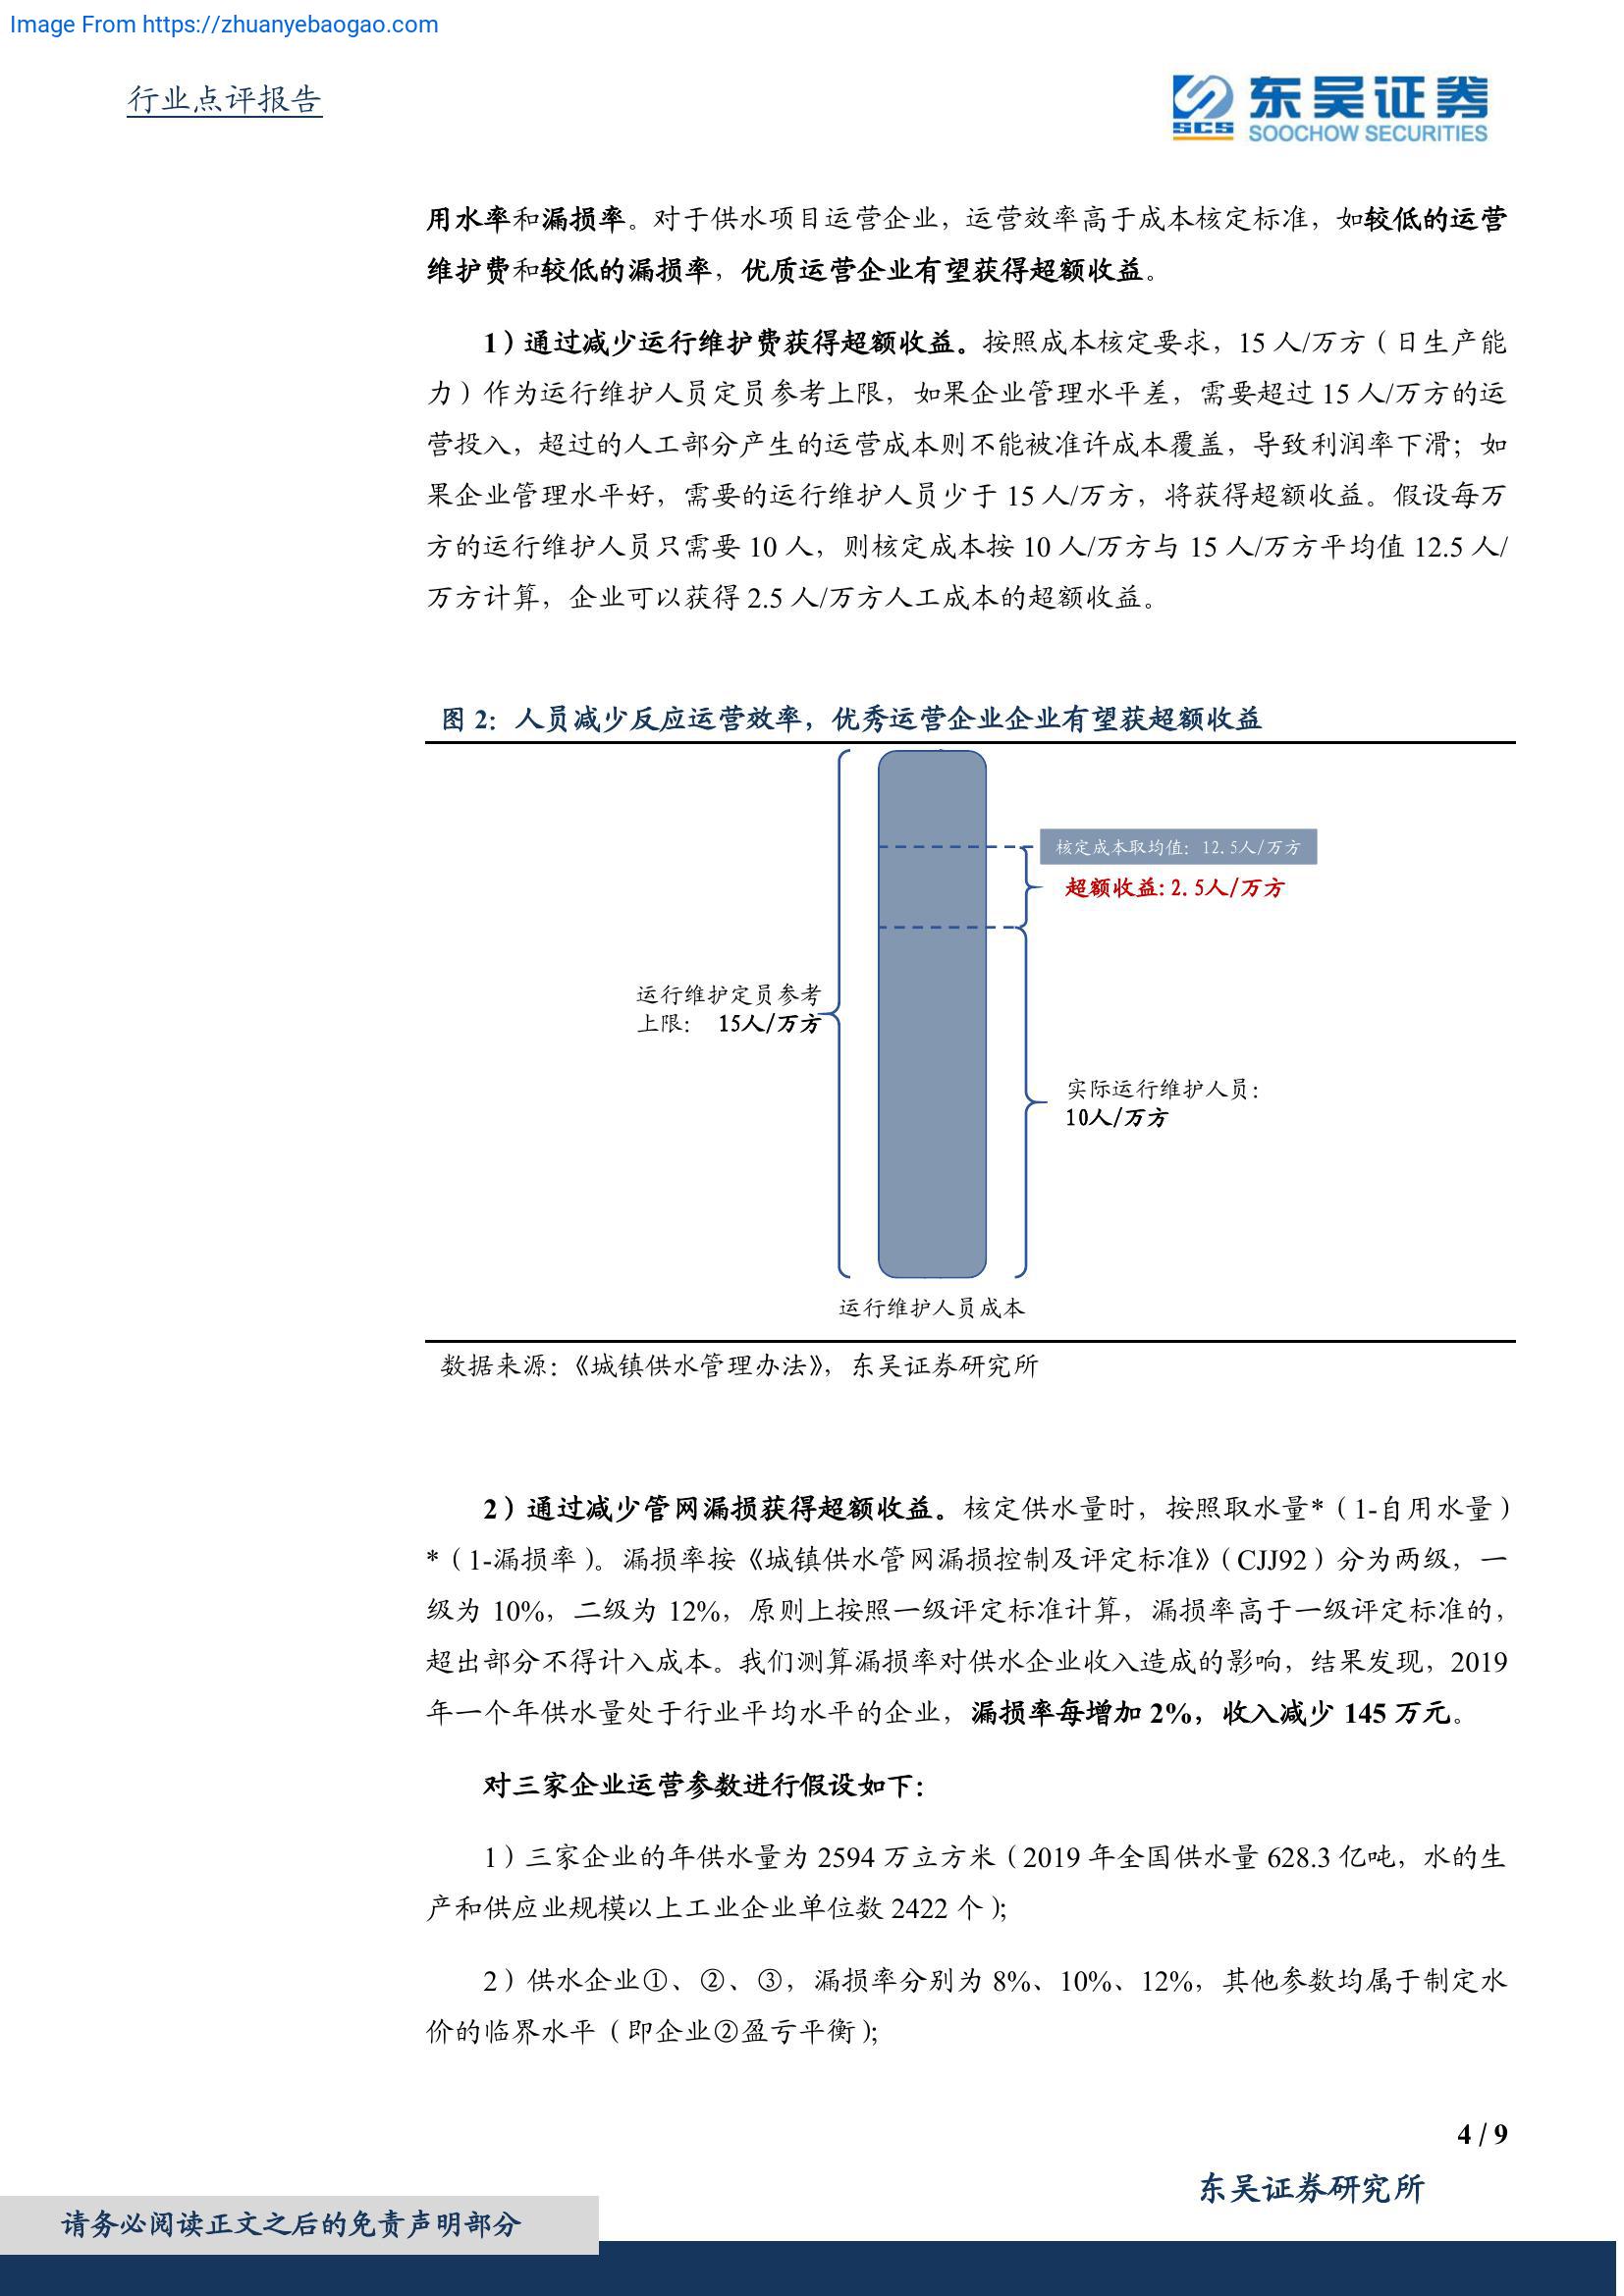 Image From https://zhuanyebaogao.com
行业点评报告
SCS 东吴证券
SOOCHOW SECURITIES
用水率和漏损率。对于供水项目运营企业，运营效率高于成本核定标准，如较低的运营
维护费和较低的漏损率，优质运营企业有望获得超额收益。
1）通过减少运行维护费获得超额收益。按照成本核定要求，15 人/万方（日生产能
力）作为运行维护人员定员参考上限，如果企业管理水平差，需要超过 15 人/万方的运
营投入，超过的人工部分产生的运营成本则不能被准许成本覆盖，导致利润率下滑；如
果企业管理水平好，需要的运行维护人员少于 15 人/万方，将获得超额收益。假设每万
方的运行维护人员只需要 10 人，则核定成本按 10 人/万方与 15 人/万方平均值 12.5 人/
万方计算，企业可以获得 2.5 人/万方人工成本的超额收益。
图 2：人员减少反应运营效率，优秀运营企业企业有望获超额收益
核定成本取均值：12.5人/万方
超额收益：2.5人/万方
运行维护定员参考
上限： 15人/万方
实际运行维护人员：
10人/万方
运行维护人员成本
数据来源：《城镇供水管理办法》，东吴证券研究所
2）通过减少管网漏损获得超额收益。核定供水量时，按照取水量*（1-自用水量）
*（1-漏损率）。漏损率按《城镇供水管网漏损控制及评定标准》（CJJ92）分为两级，一
级为 10%，二级为 12%，原则上按照一级评定标准计算，漏损率高于一级评定标准的，
超出部分不得计入成本。我们测算漏损率对供水企业收入造成的影响，结果发现，2019
年一个年供水量处于行业平均水平的企业，漏损率每增加 2%，收入减少 145 万元。
对三家企业运营参数进行假设如下：
1）三家企业的年供水量为 2594 万立方米（2019 年全国供水量 628.3 亿吨，水的生
产和供应业规模以上工业企业单位数 2422 个）；
2）供水企业①、②、③，漏损率分别为 8%、10%、12%，其他参数均属于制定水
价的临界水平（即企业②盈亏平衡）；
4 / 9
东吴证券研究所
请务必阅读正文之后的免责声明部分